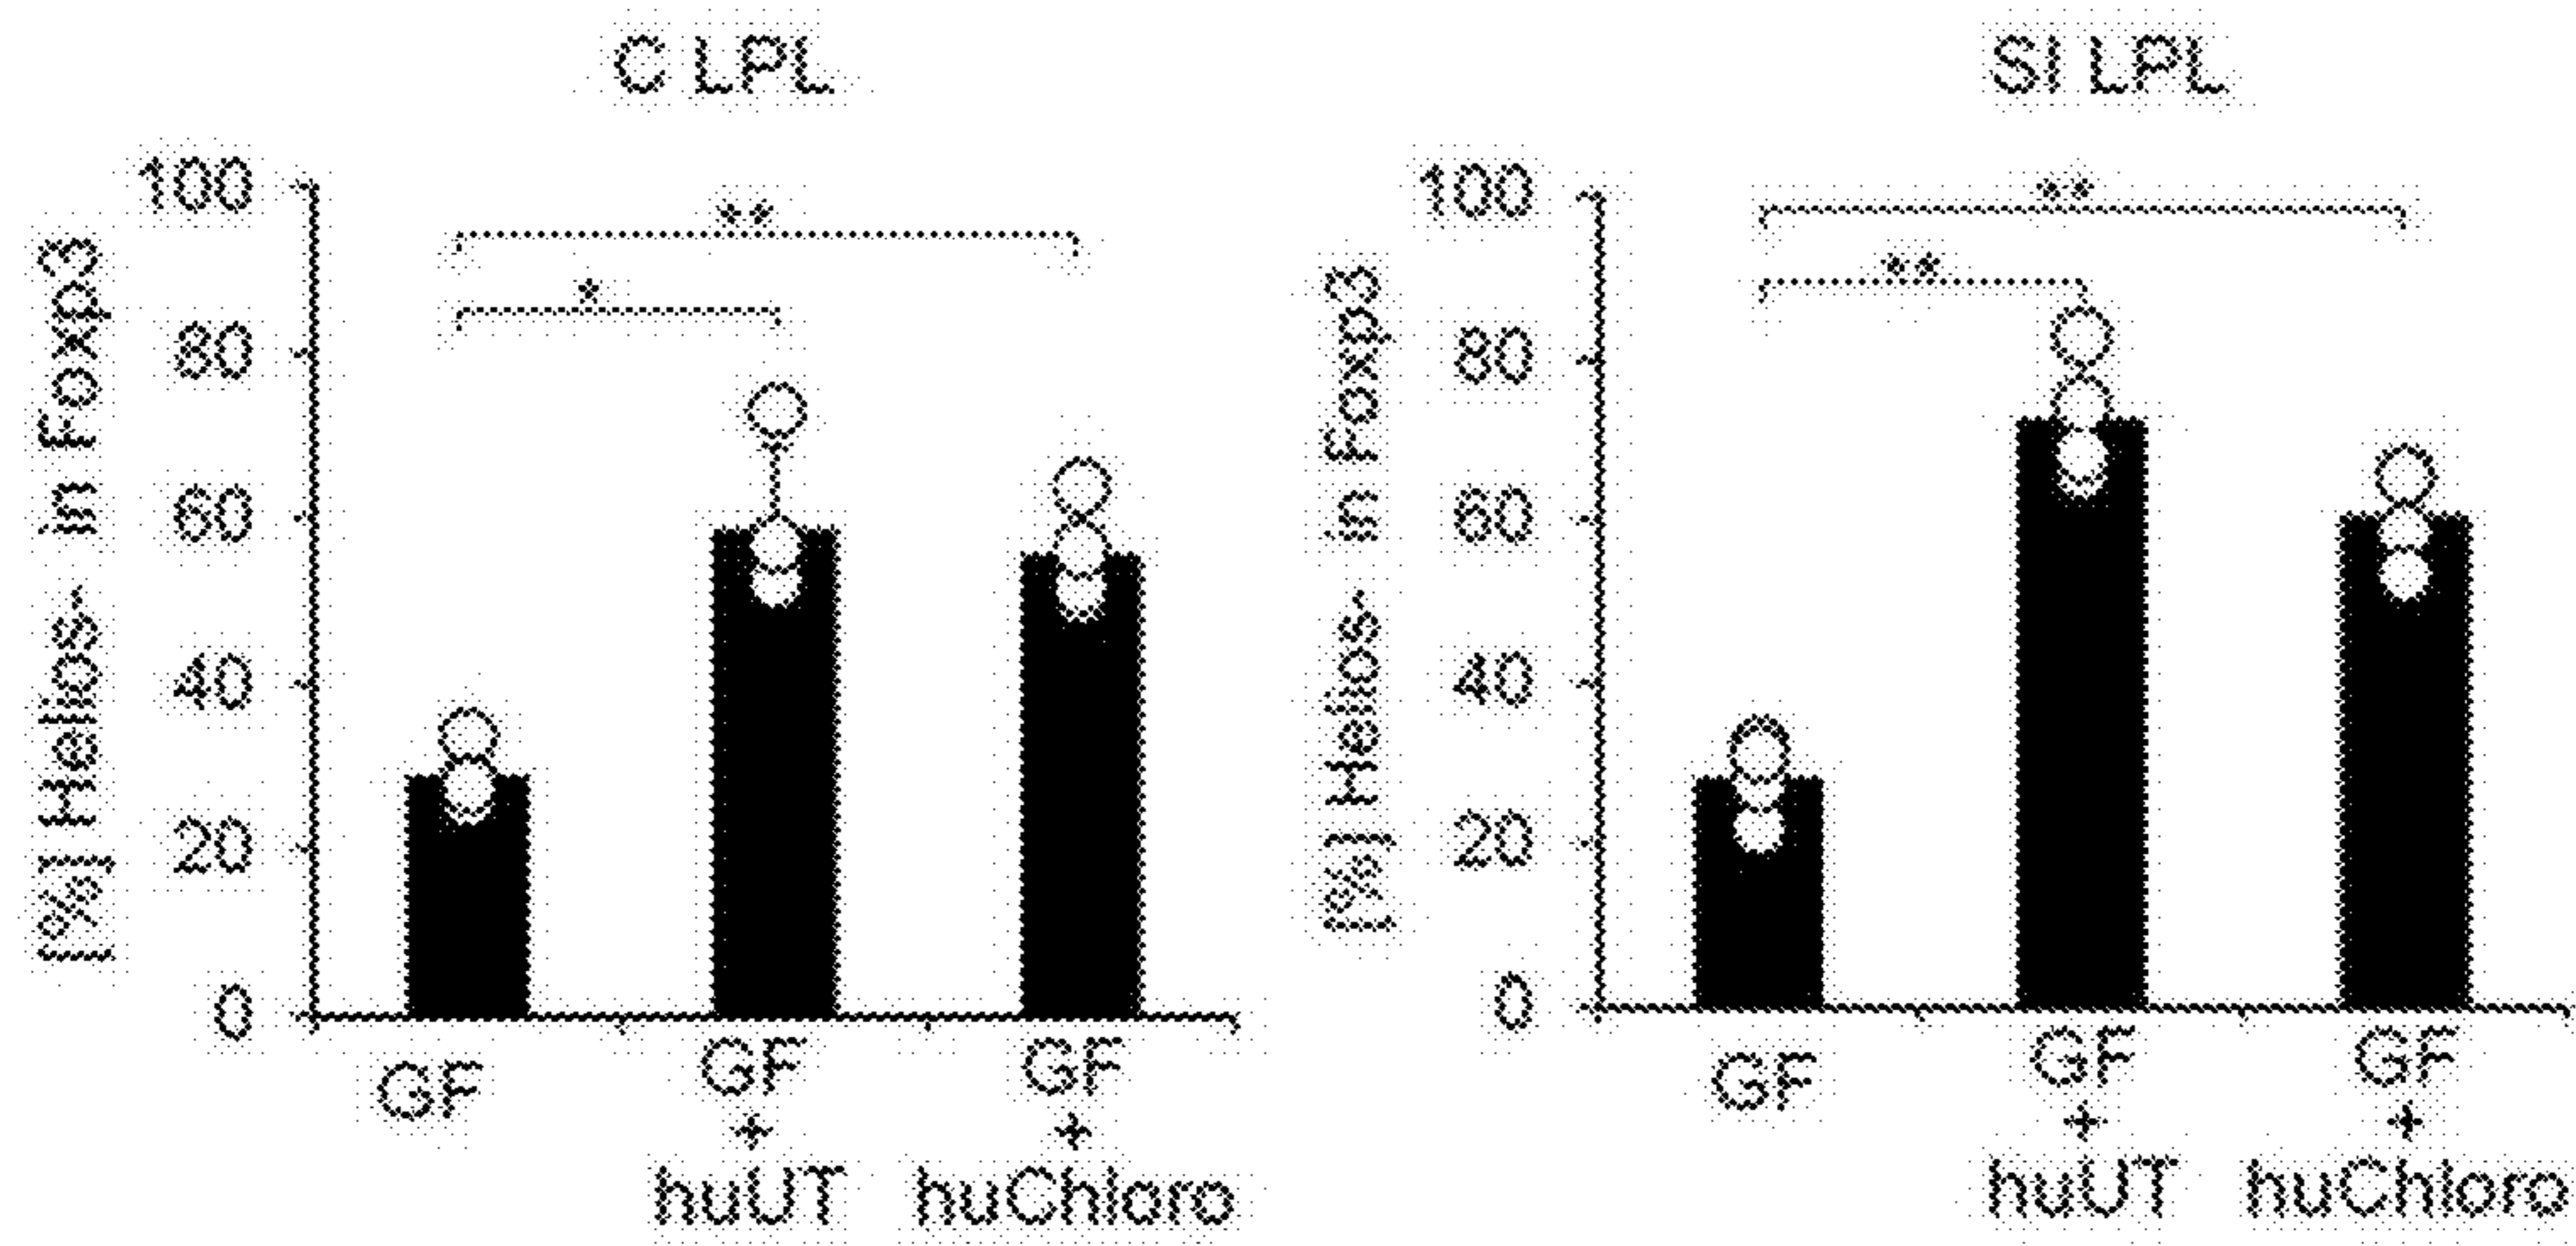 C LPL
[%] Helios- in Foxp3
100
80
60
40
20
0
**
*
GF
GF
+
huUT
GF
+
huChloro
SI LPL
[%] Helios- in Foxp3
100
80
60
40
20
0
**
**
GF
GF
+
huUT
GF
+
huChloro